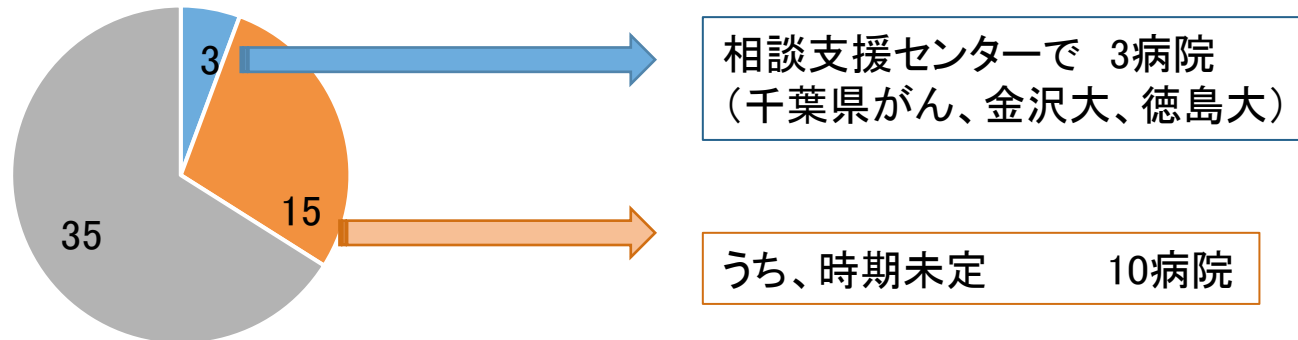 3
15
35
相談支援センターで 3病院
（千葉県がん、金沢大、徳島大）
うち、時期未定 10病院